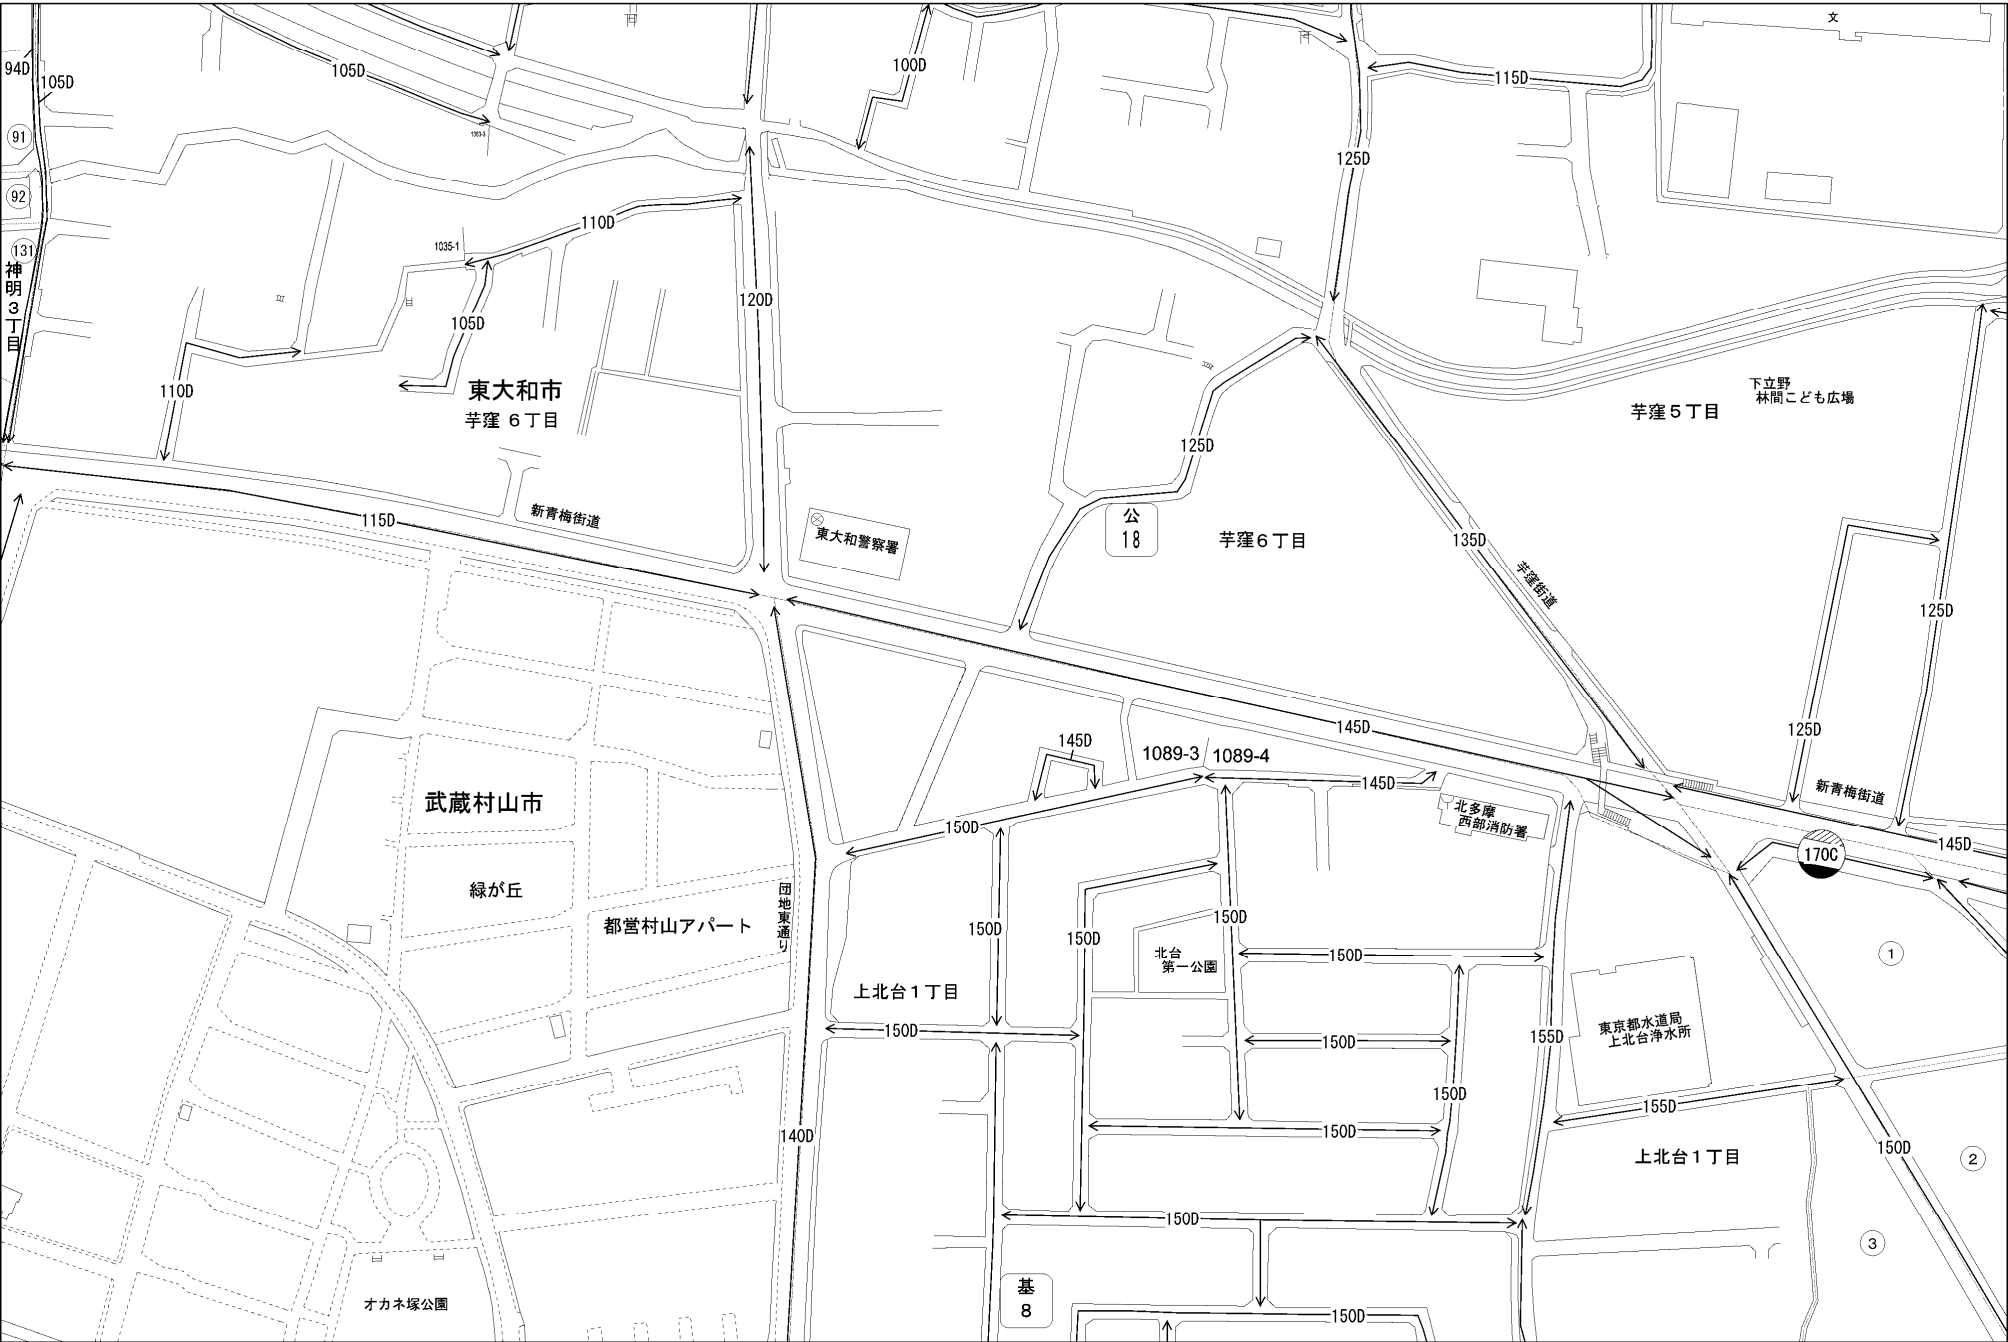 文
94D
105D
105D
100D
115D
91
1363-3
125D
92
110D
131
1035-1
神明3丁目
120D
105D
110D
東大和市
芋窪 6丁目
下立野
林間こども広場
芋窪5丁目
125D
新青梅街道
115D
公
18
東大和警察署
芋窪6丁目
135D
芋窪街道
125D
145D
145D
1089-3
1089-4
125D
145D
新青梅街道
武蔵村山市
北多摩
西部消防署
150D
145D
170C
緑が丘
団地東通り
都営村山アパート
150D
150D
150D
北台
第一公園
150D
1
上北台1丁目
150D
東京都水道局
上北台浄水所
155D
150D
150D
155D
140D
150D
150D
上北台1丁目
2
150D
3
基
8
オカネ塚公園
150D